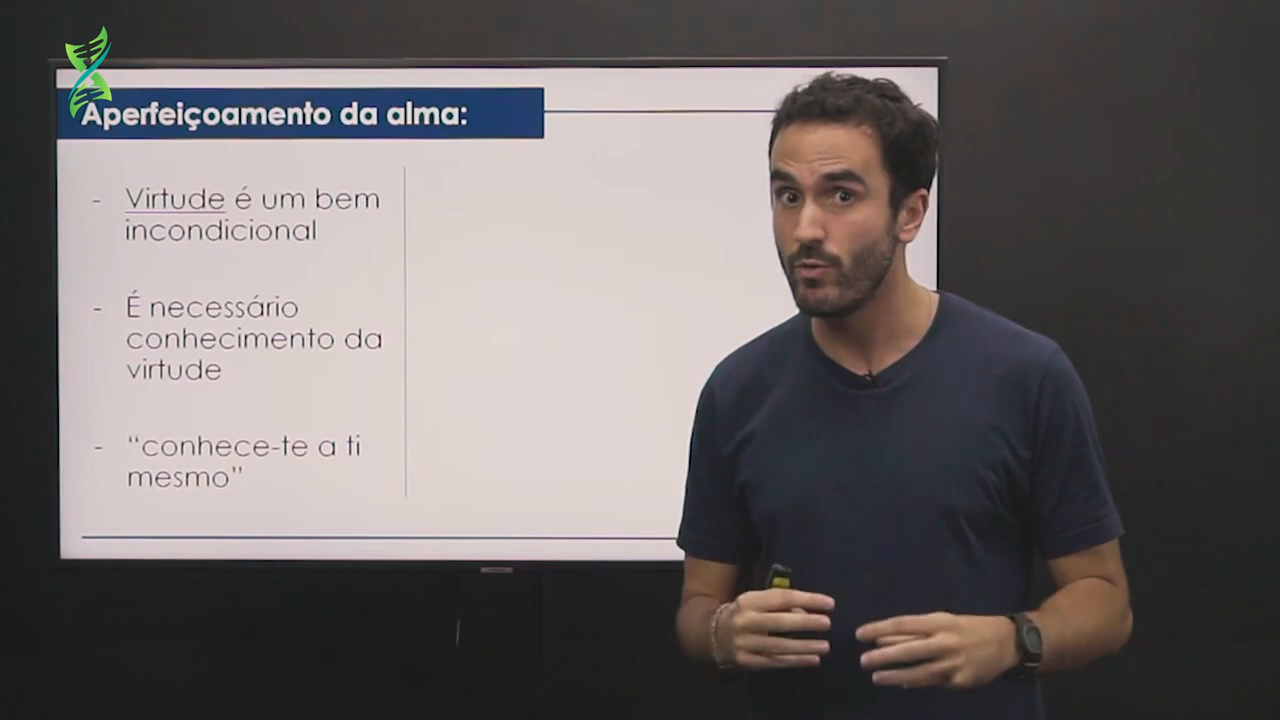 Aperfeiçoamento da alma:
- Virtude é um bem
incondicional
- É necessário
conhecimento da
virtude
- “conhece-te a ti
mesmo”